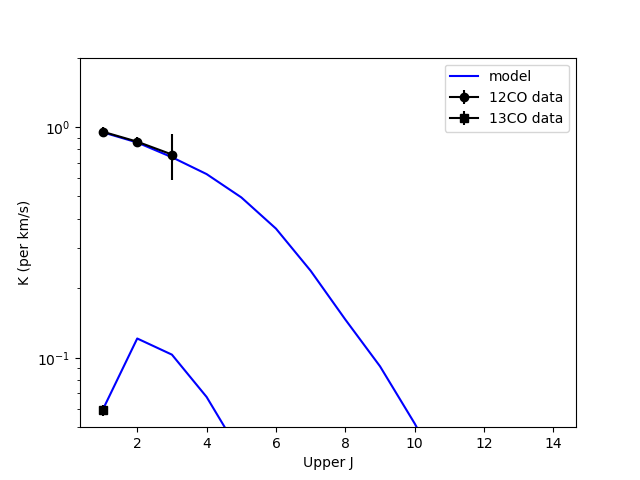 model
12CO data
13CO data
10⁰
10⁻¹
K (per km/s)
2 4 6 8 10 12 14
Upper J